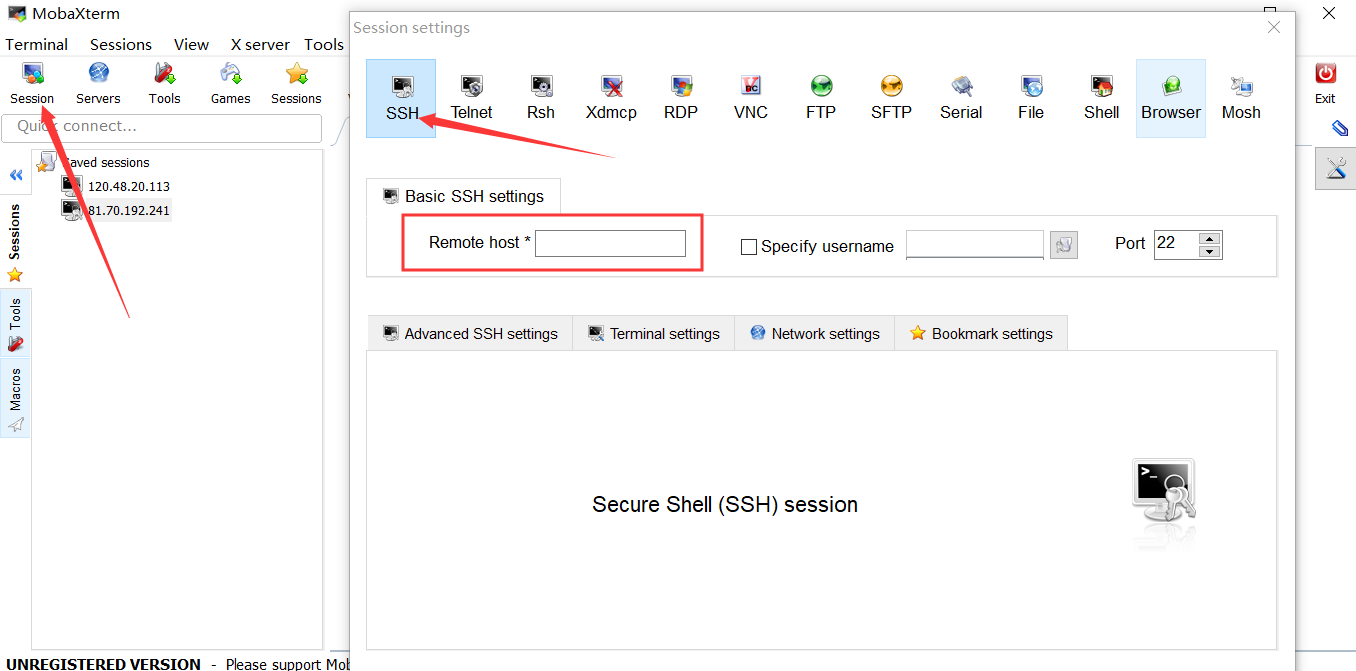 MobaXterm
Session settings
Terminal Sessions View X server Tools
Session Servers Tools Games Sessions
Quick connect...
Saved sessions
120.48.20.113
81.70.192.241
Sessions
Tools
Macros
SSH Telnet Rsh Xdmcp RDP VNC FTP SFTP Serial File Shell Browser Mosh
Exit
Basic SSH settings
Remote host * Specify username Port 22
Advanced SSH settings Terminal settings Network settings Bookmark settings
Secure Shell (SSH) session
UNREGISTERED VERSION - Please support Mob